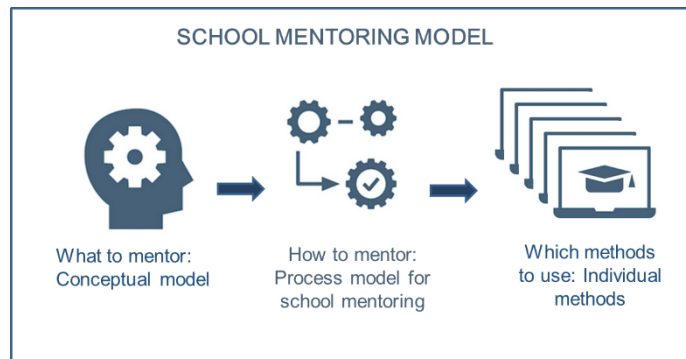 SCHOOL MENTORING MODEL
What to mentor:
Conceptual model
How to mentor:
Process model for
school mentoring
Which methods
to use: Individual
methods